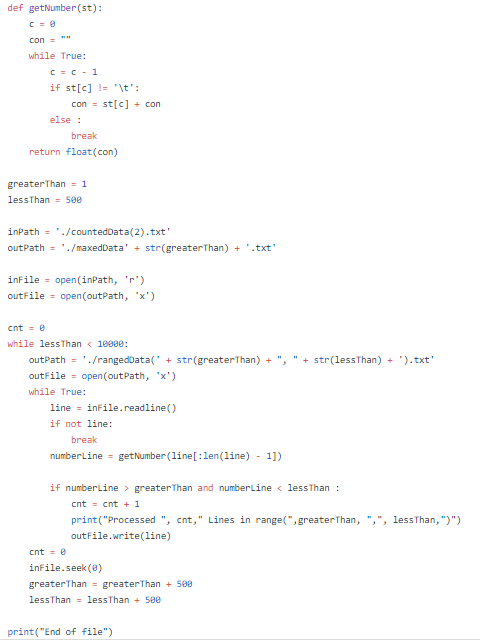 def getNumber(st):
    c = 0
    con = ""
    while True:
        c = c - 1
        if st[c] != '\t':
            con = st[c] + con
        else :
            break
    return float(con)

greaterThan = 1
lessThan = 500

inPath = './countedData(2).txt'
outPath = './maxedData' + str(greaterThan) + '.txt'

inFile = open(inPath, 'r')
outFile = open(outPath, 'x')

cnt = 0
while lessThan < 10000:
    outPath = './rangedData(' + str(greaterThan) + ", " + str(lessThan) + ').txt'
    outFile = open(outPath, 'x')
    while True:
        line = inFile.readline()
        if not line:
            break
        numberLine = getNumber(line[:len(line) - 1])

        if numberLine > greaterThan and numberLine < lessThan :
            cnt = cnt + 1
            print("Processed ", cnt," Lines in range(",greaterThan, ",", lessThan,")")
            outFile.write(line)
    cnt = 0
    inFile.seek(0)
    greaterThan = greaterThan + 500
    lessThan = lessThan + 500

print("End of file")